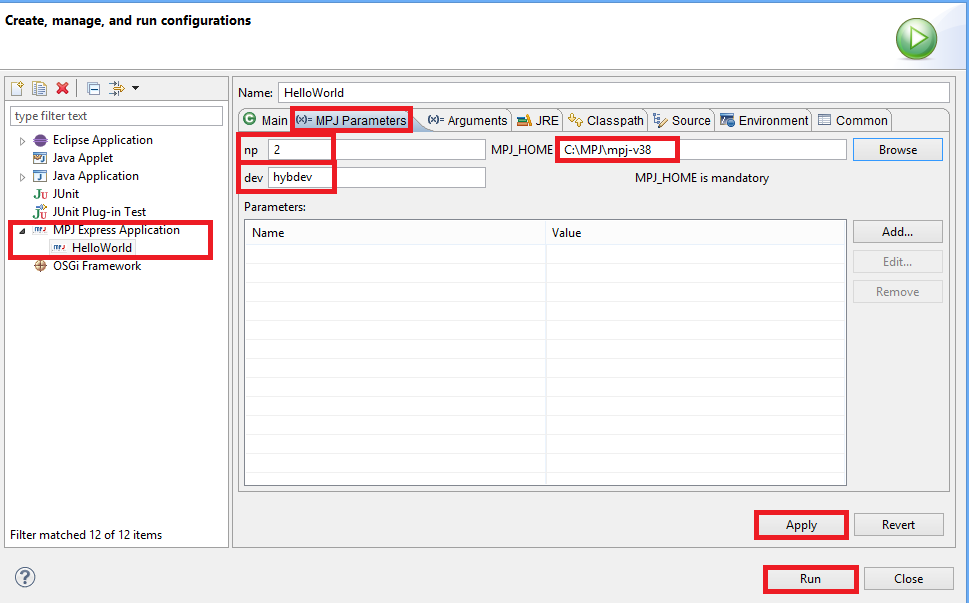 Create, manage, and run configurations
type filter text
Eclipse Application
Java Applet
Java Application
JU JUnit
JUnit Plug-in Test
MPJ Express Application
HelloWorld
OSGi Framework
Filter matched 12 of 12 items
Name: HelloWorld
Main (x)= MPJ Parameters (x)= Arguments JRE Classpath Source Environment Common
np 2 MPJ_HOME C:\MPJ\mpj-v38 Browse
dev hybdev MPJ_HOME is mandatory
Parameters:
Name Value
Add...
Edit...
Remove
Apply Revert
? Run Close